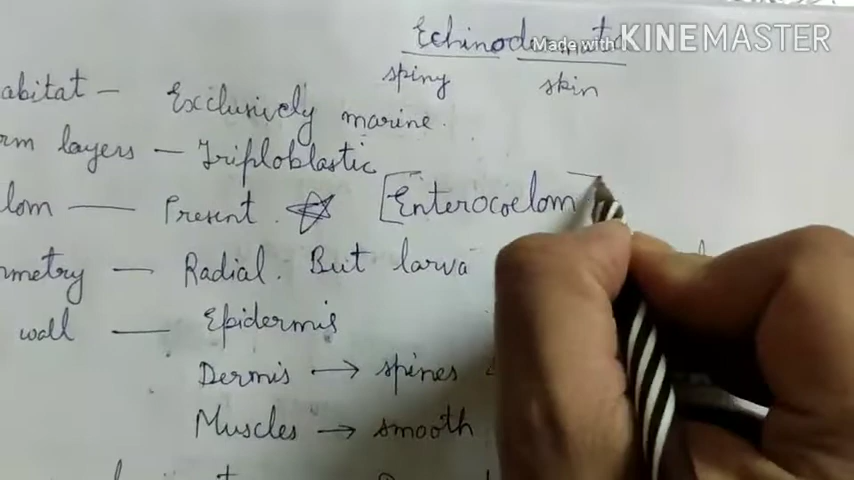 Echinodermata
Made with KINEMASTER
spiny skin
abitat - Exclusively marine.
rm layers - Triploblastic
lom - Present. [Enterocoelom
mmetry - Radial. But larva
wall - Epidermis
Dermis → spines
Muscles → smooth